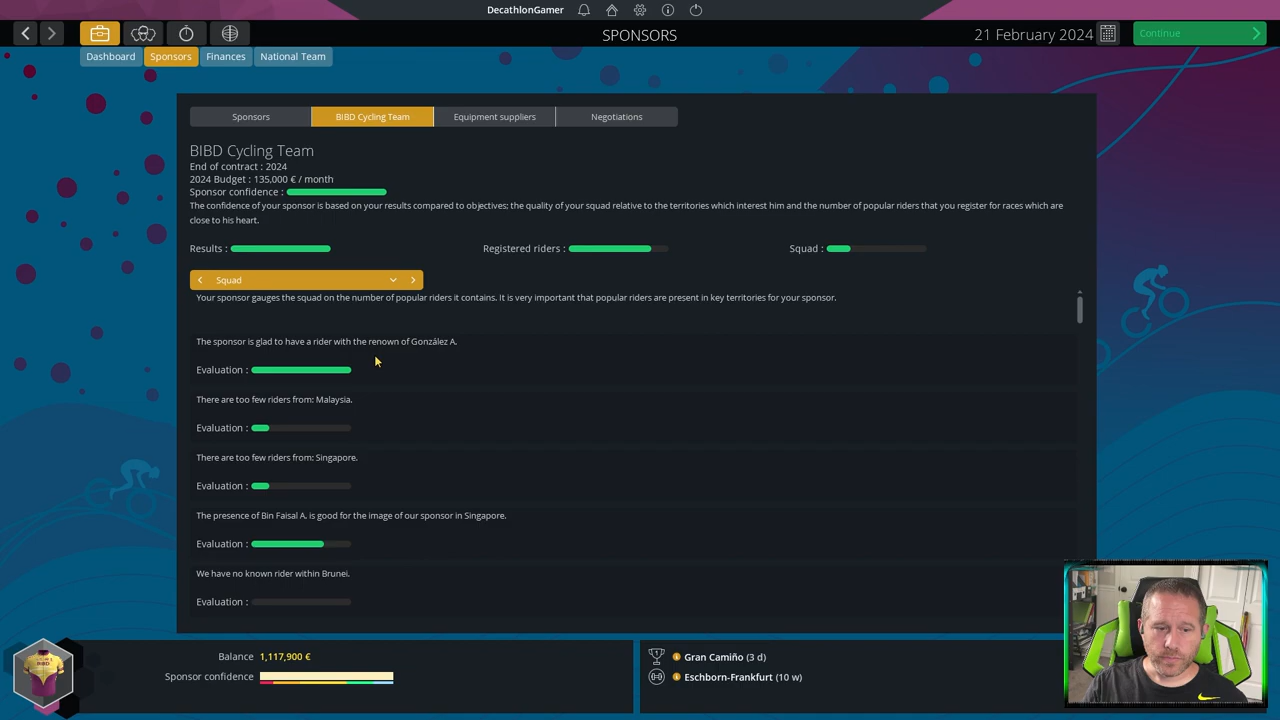 DecathlonGamer
SPONSORS
21 February 2024
Continue
Dashboard
Sponsors
Finances
National Team
Sponsors
BIBD Cycling Team
Equipment suppliers
Negotiations
BIBD Cycling Team
End of contract : 2024
2024 Budget : 135,000 € / month
Sponsor confidence :
The confidence of your sponsor is based on your results compared to objectives; the quality of your squad relative to the territories which interest him and the number of popular riders that you register for races which are
close to his heart.
Results :
Registered riders :
Squad :
Squad
Your sponsor gauges the squad on the number of popular riders it contains. It is very important that popular riders are present in key territories for your sponsor.
The sponsor is glad to have a rider with the renown of González A.
Evaluation :
There are too few riders from: Malaysia.
Evaluation :
There are too few riders from: Singapore.
Evaluation :
The presence of Bin Faisal A. is good for the image of our sponsor in Singapore.
Evaluation :
We have no known rider within Brunei.
Evaluation :
Balance 1,117,900 €
Sponsor confidence
Gran Camiño (3 d)
Eschborn-Frankfurt (10 w)
BIBD